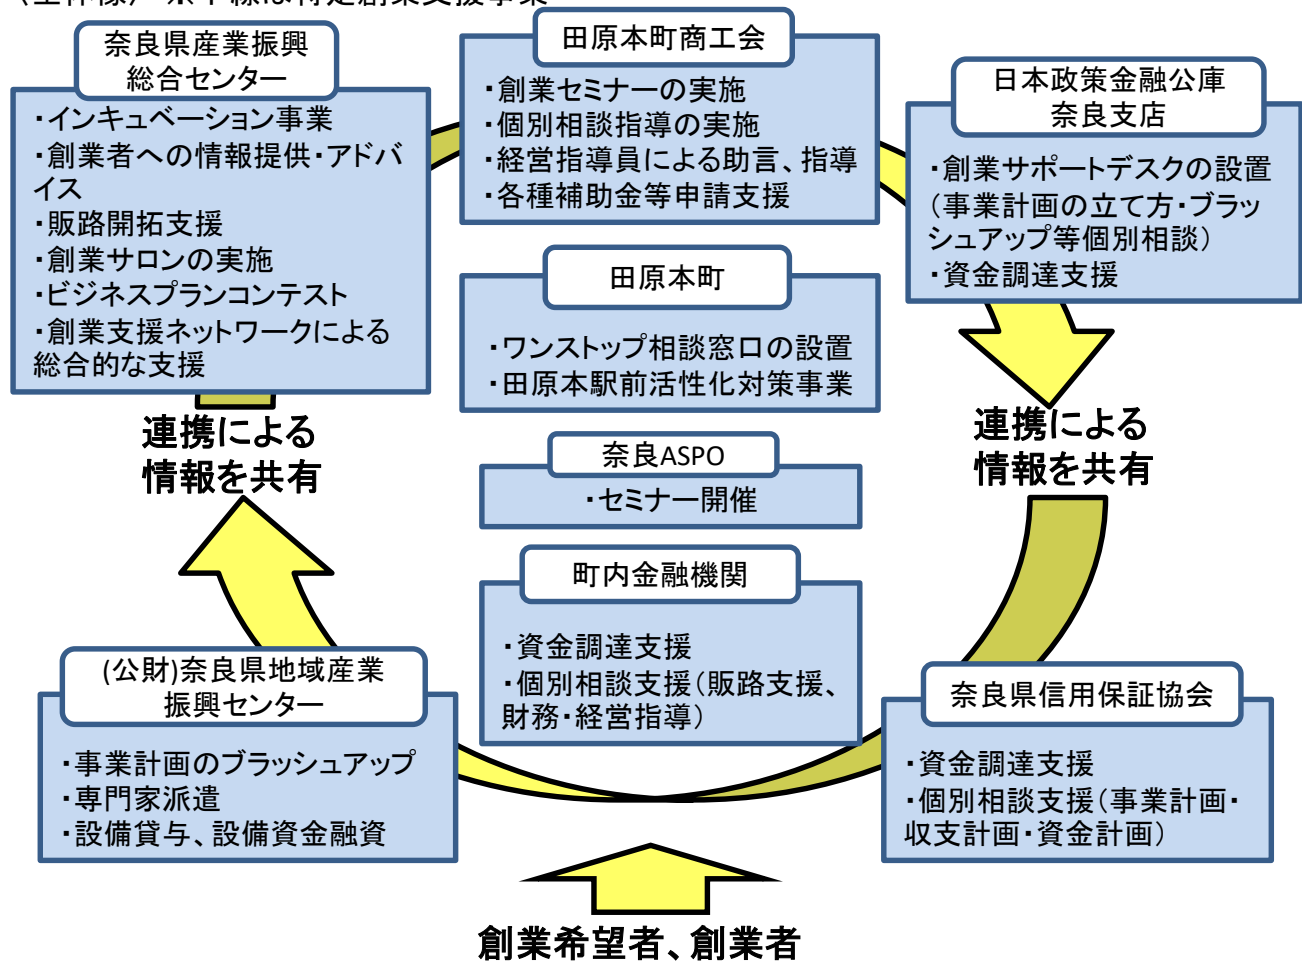 奈良県産業振興
総合センター
・インキュベーション事業
・創業者への情報提供・アドバ
イス
・販路開拓支援
・創業サロンの実施
・ビジネスプランコンテスト
・創業支援ネットワークによる
総合的な支援
田原本町商工会
・創業セミナーの実施
・個別相談指導の実施
・経営指導員による助言、指導
・各種補助金等申請支援
日本政策金融公庫
奈良支店
・創業サポートデスクの設置
（事業計画の立て方・ブラッ
シュアップ等個別相談）
・資金調達支援
田原本町
・ワンストップ相談窓口の設置
・田原本駅前活性化対策事業
連携による
情報を共有
奈良ASPO
・セミナー開催
連携による
情報を共有
町内金融機関
・資金調達支援
・個別相談支援（販路支援、
財務・経営指導）
(公財)奈良県地域産業
振興センター
・事業計画のブラッシュアップ
・専門家派遣
・設備貸与、設備資金融資
奈良県信用保証協会
・資金調達支援
・個別相談支援（事業計画・
収支計画・資金計画）
創業希望者、創業者